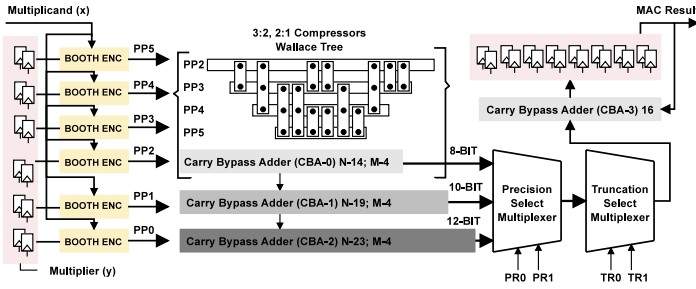 Multiplicand (x)
MAC Resul
3:2, 2:1 Compressors
Wallace Tree
BOOTH ENC
PP5
PP2
BOOTH ENC
PP4
PP3
BOOTH ENC
PP3
PP4
PP5
Carry Bypass Adder (CBA-3) 16
BOOTH ENC
PP2
Carry Bypass Adder (CBA-0) N-14; M-4
8-BIT
BOOTH ENC
PP1
Carry Bypass Adder (CBA-1) N-19; M-4
10-BIT
Precision
Select
Multiplexer
Truncation
Select
Multiplexer
BOOTH ENC
PP0
Carry Bypass Adder (CBA-2) N-23; M-4
12-BIT
Multiplier (y)
PR0
PR1
TR0
TR1